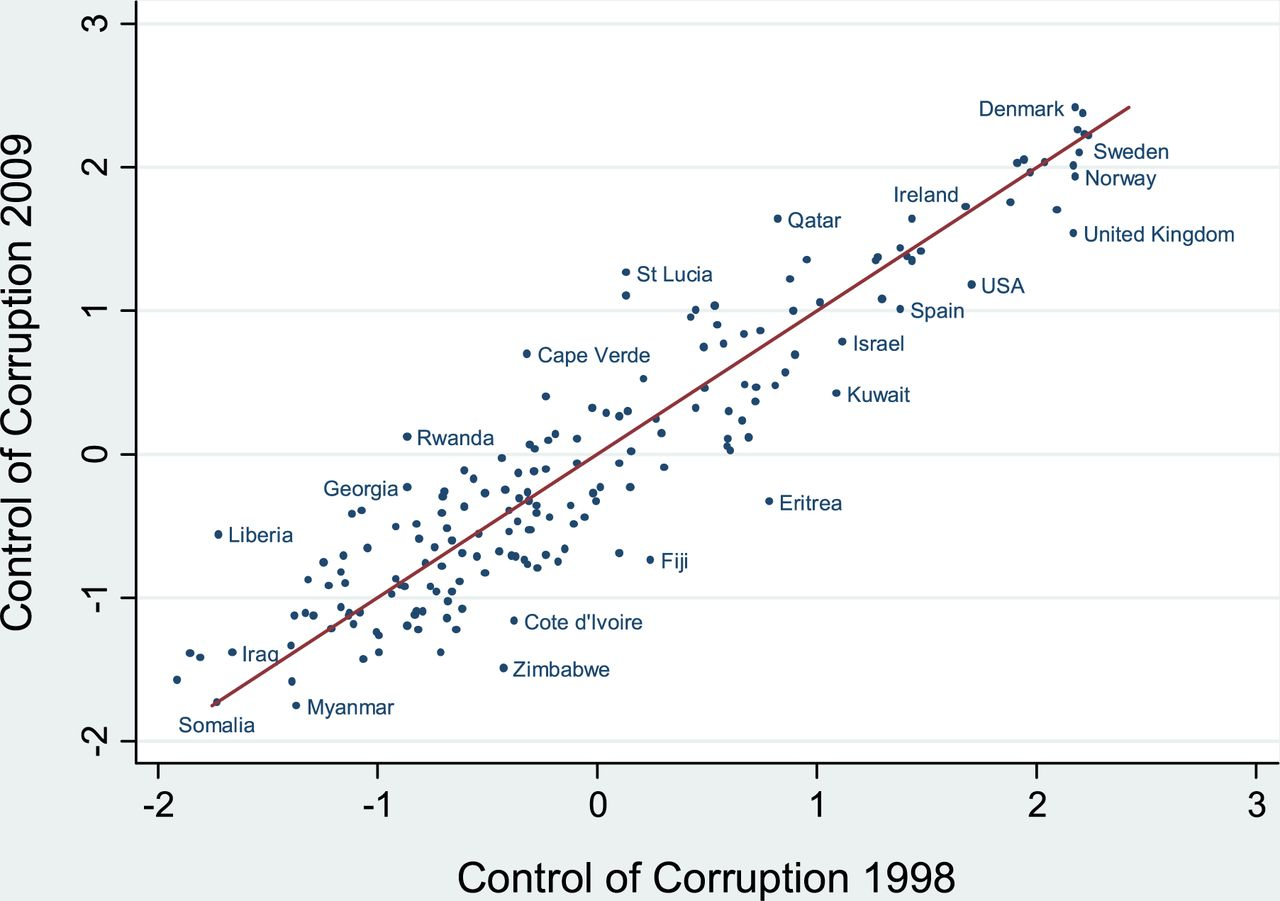 Control of Corruption 2009
3
2
1
0
-1
-2
Denmark
Sweden
Norway
Ireland
Qatar
United Kingdom
St Lucia
USA
Spain
Israel
Cape Verde
Kuwait
Rwanda
Georgia
Eritrea
Liberia
Fiji
Cote d'Ivoire
Iraq
Zimbabwe
Myanmar
Somalia
-2 -1 0 1 2 3
Control of Corruption 1998